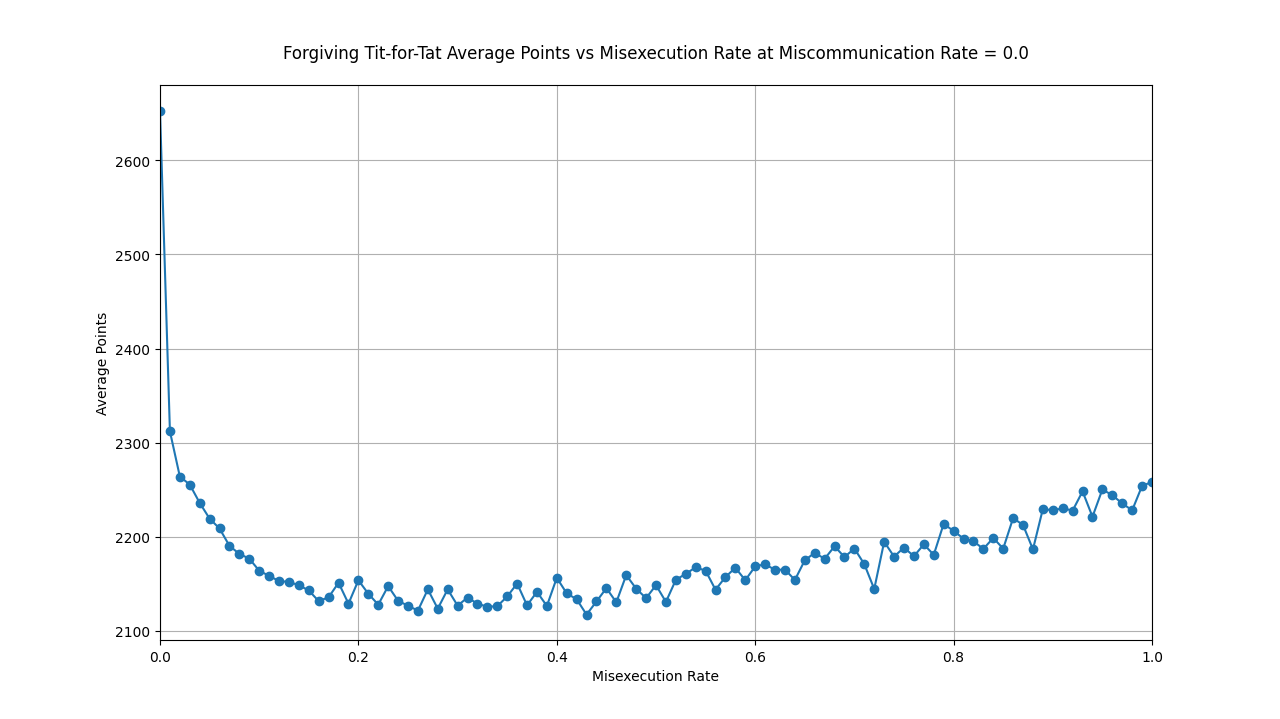 Forgiving Tit-for-Tat Average Points vs Misexecution Rate at Miscommunication Rate = 0.0
Average Points
2600
2500
2400
2300
2200
2100
0.0 0.2 0.4 0.6 0.8 1.0
Misexecution Rate